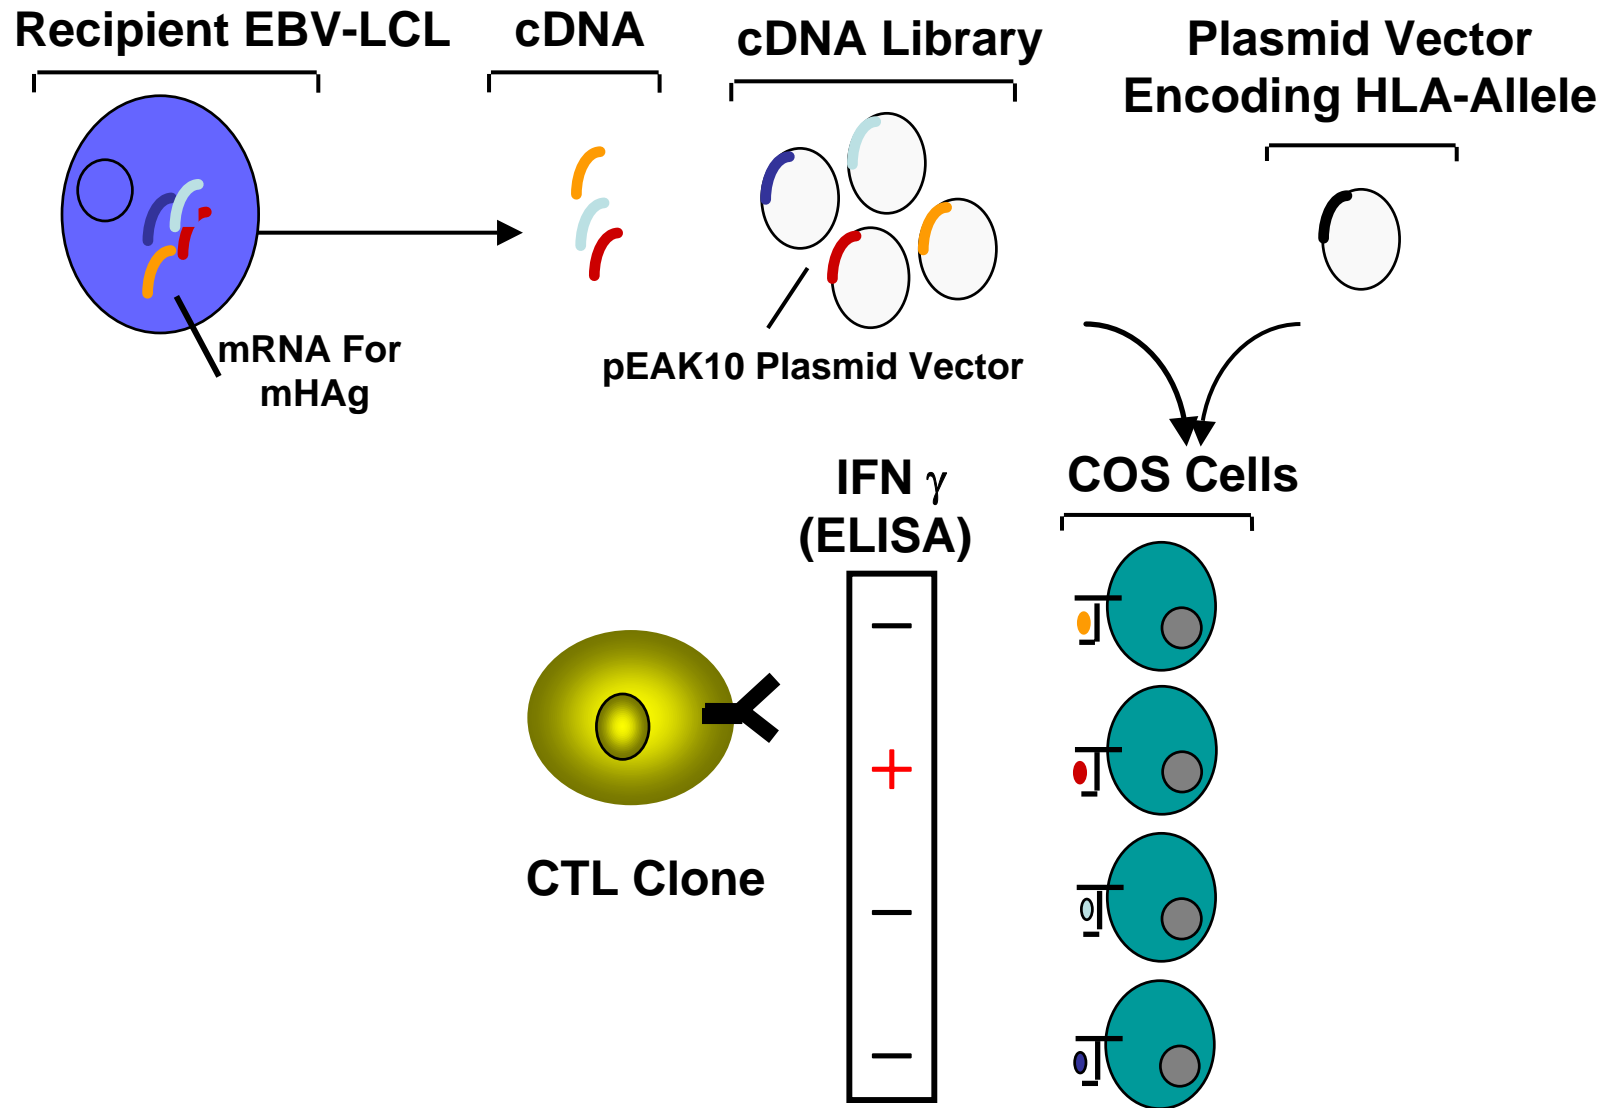 Recipient EBV-LCL
cDNA
cDNA Library
Plasmid Vector
Encoding HLA-Allele
mRNA For
mHAg
pEAK10 Plasmid Vector
IFN γ
(ELISA)
COS Cells
–
+
–
–
CTL Clone